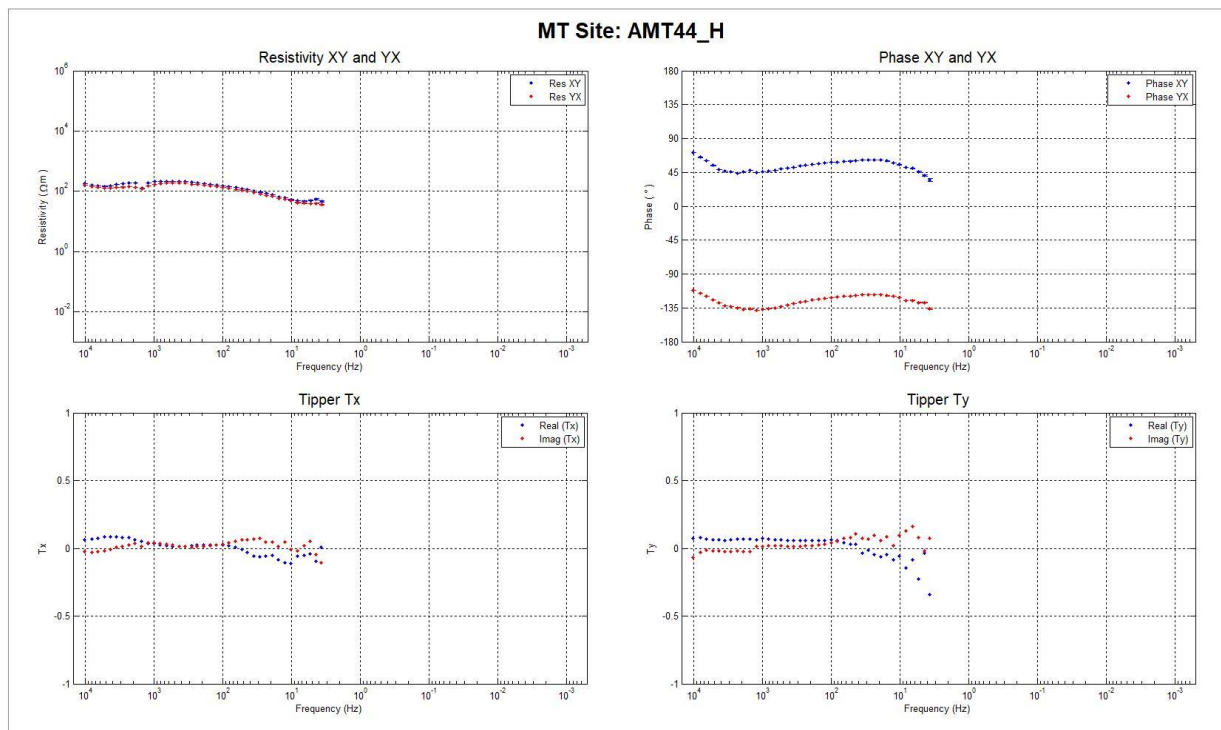 MT Site: AMT44_H
Resistivity XY and YX
Resistivity (Ωm)
10^6
10^4
10^2
10^0
10^-2
Res XY
Res YX
10^4 10^3 10^2 10^1 10^0 10^-1 10^-2 10^-3
Frequency (Hz)
Phase XY and YX
Phase (°)
180
135
90
45
0
-45
-90
-135
-180
Phase XY
Phase YX
10^4 10^3 10^2 10^1 10^0 10^-1 10^-2 10^-3
Frequency (Hz)
Tipper Tx
Tx
1
0.5
0
-0.5
-1
Real (Tx)
Imag (Tx)
10^4 10^3 10^2 10^1 10^0 10^-1 10^-2 10^-3
Frequency (Hz)
Tipper Ty
Ty
1
0.5
0
-0.5
-1
Real (Ty)
Imag (Ty)
10^4 10^3 10^2 10^1 10^0 10^-1 10^-2 10^-3
Frequency (Hz)